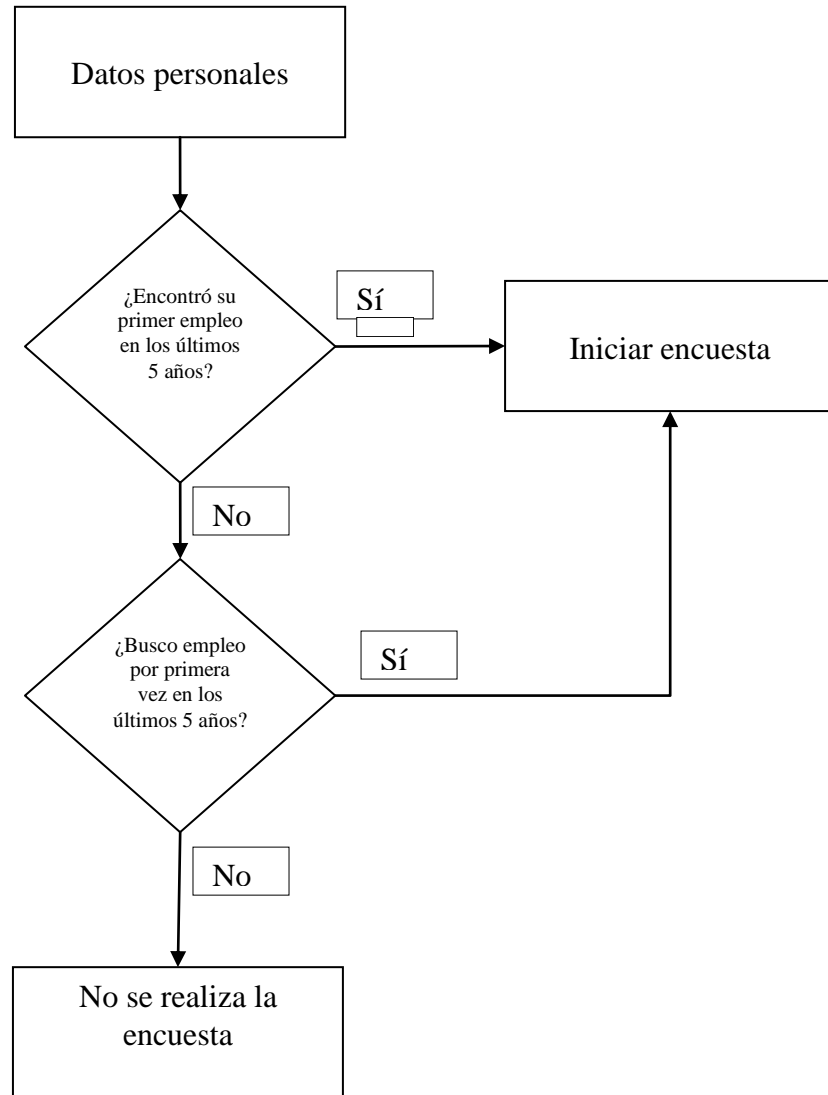 Datos personales
¿Encontró su
primer empleo
en los últimos
5 años?
Sí
Iniciar encuesta
No
¿Busco empleo
por primera
vez en los
últimos 5 años?
Sí
No
No se realiza la
encuesta